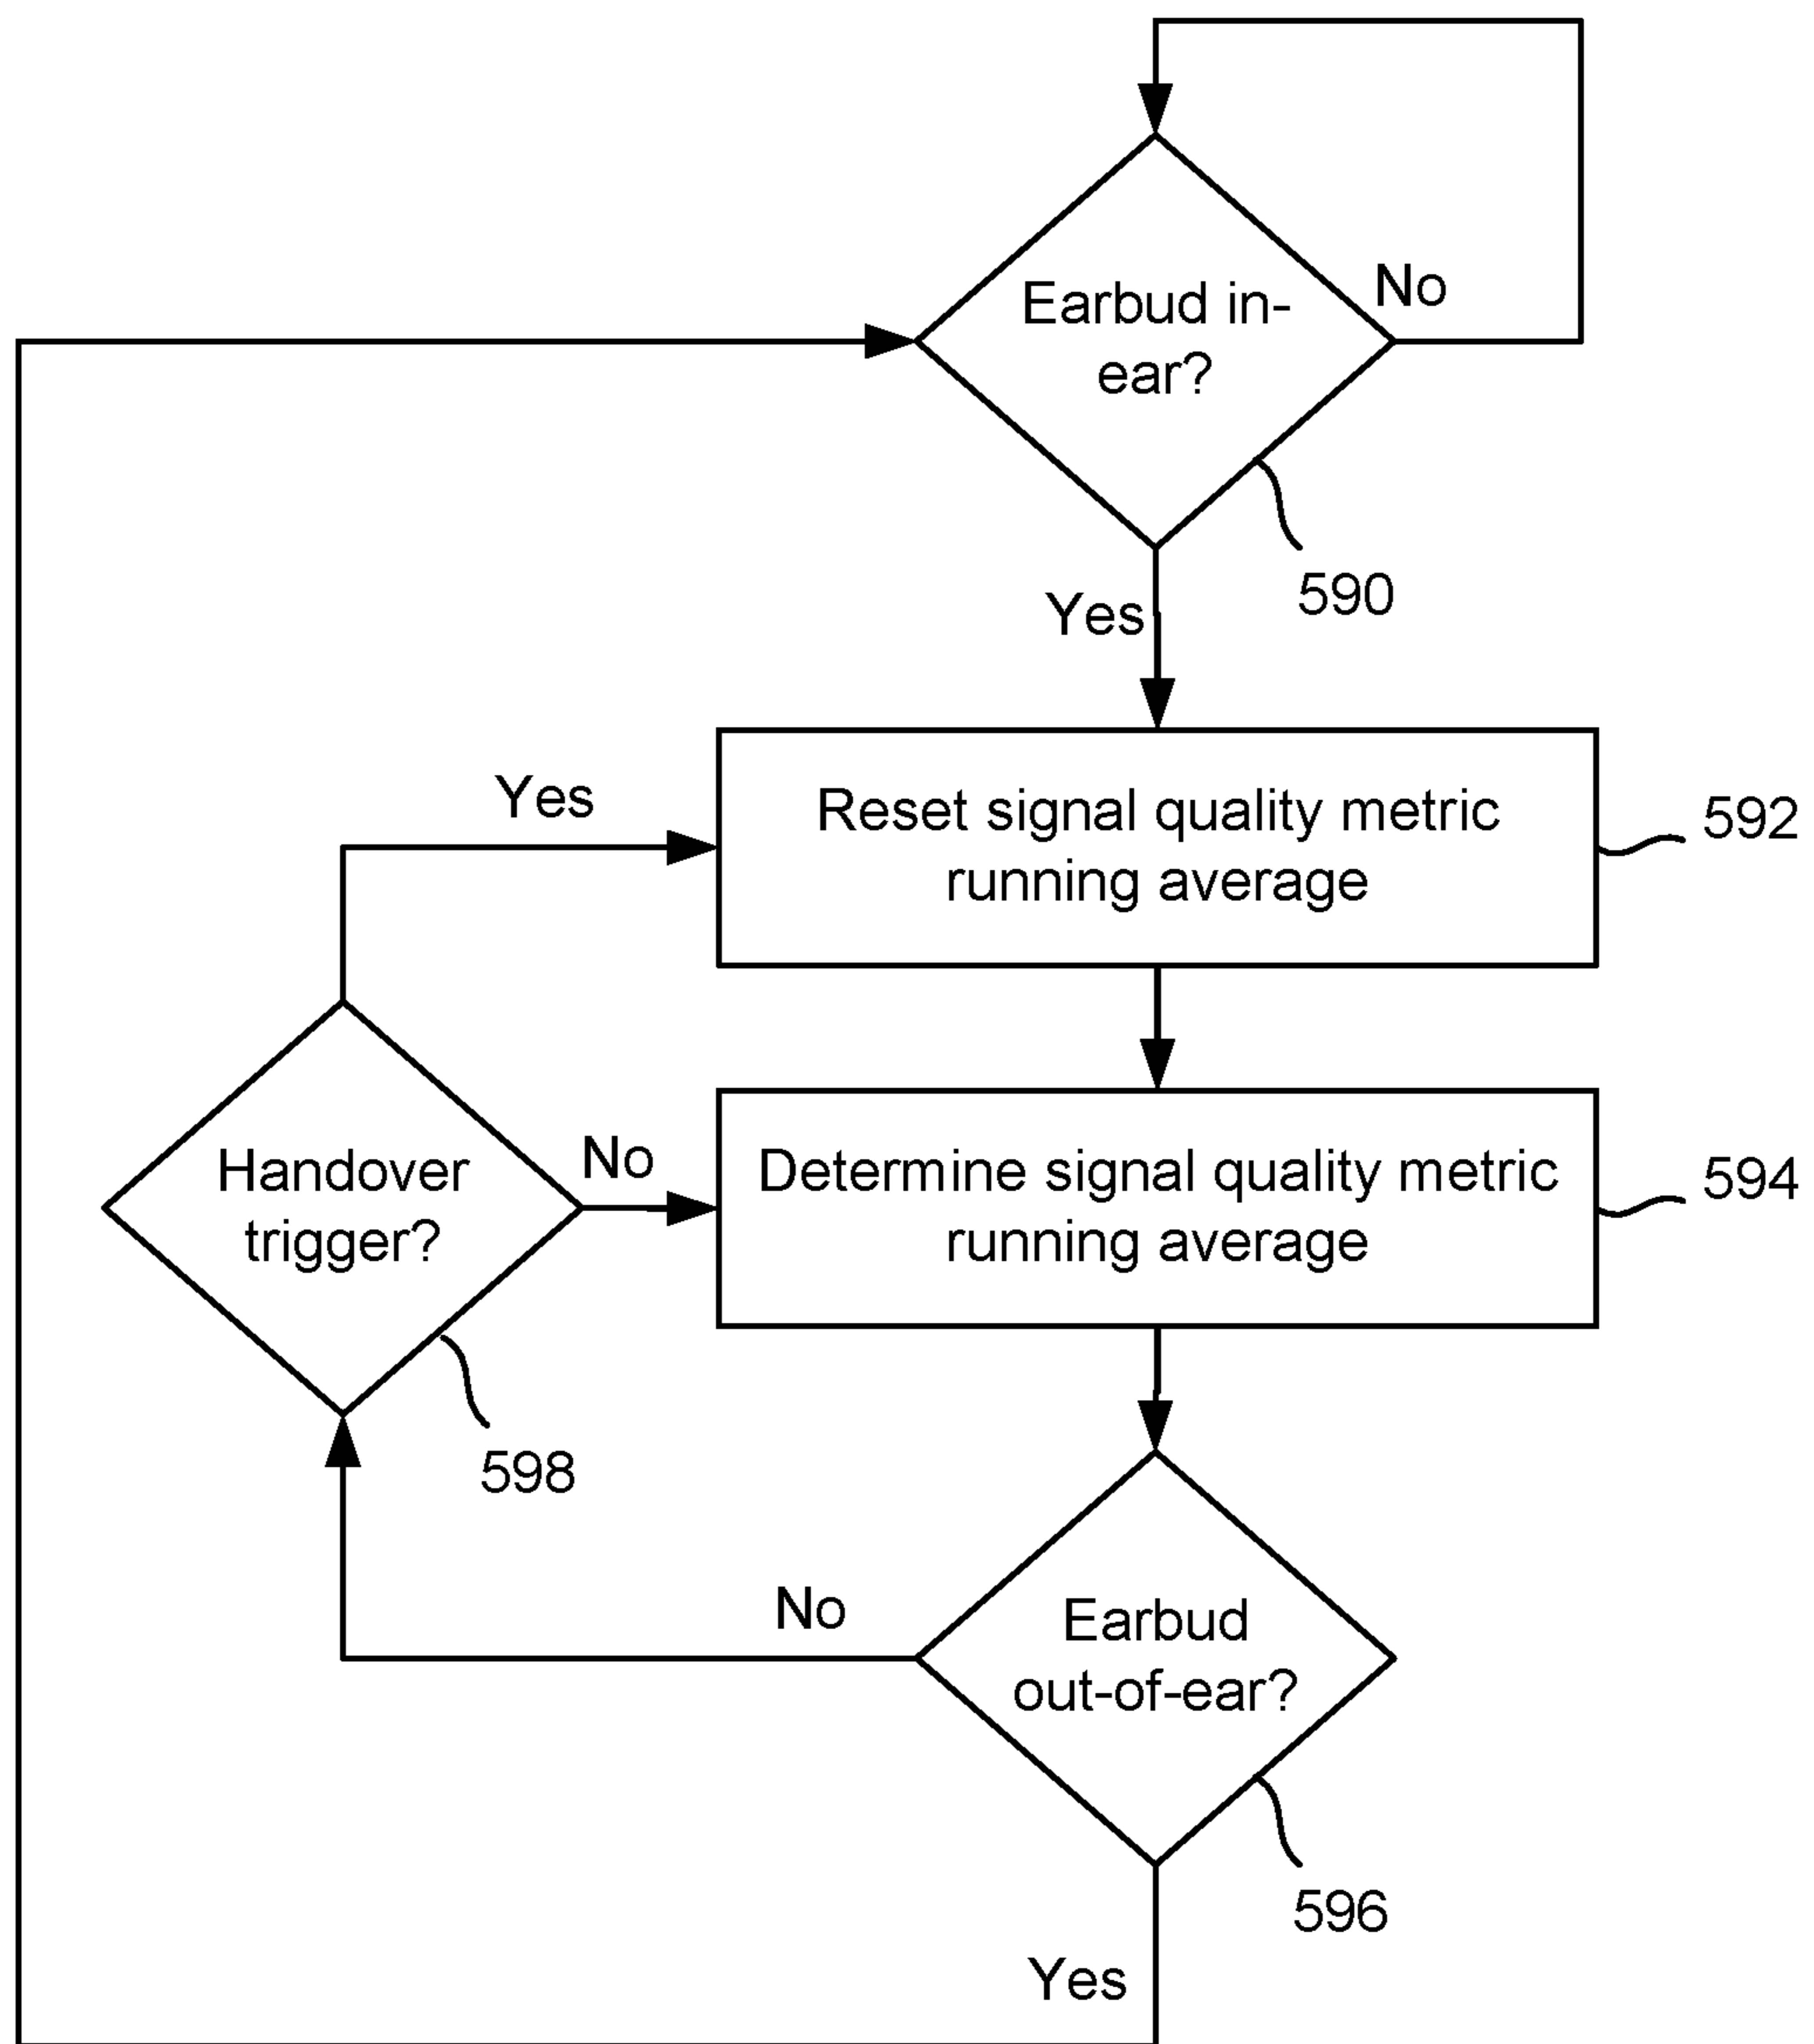 No
Earbud in-
ear?
590
Yes
Yes
Reset signal quality metric
running average
592
Handover
trigger?
No
Determine signal quality metric
running average
594
598
No
Earbud
out-of-ear?
596
Yes